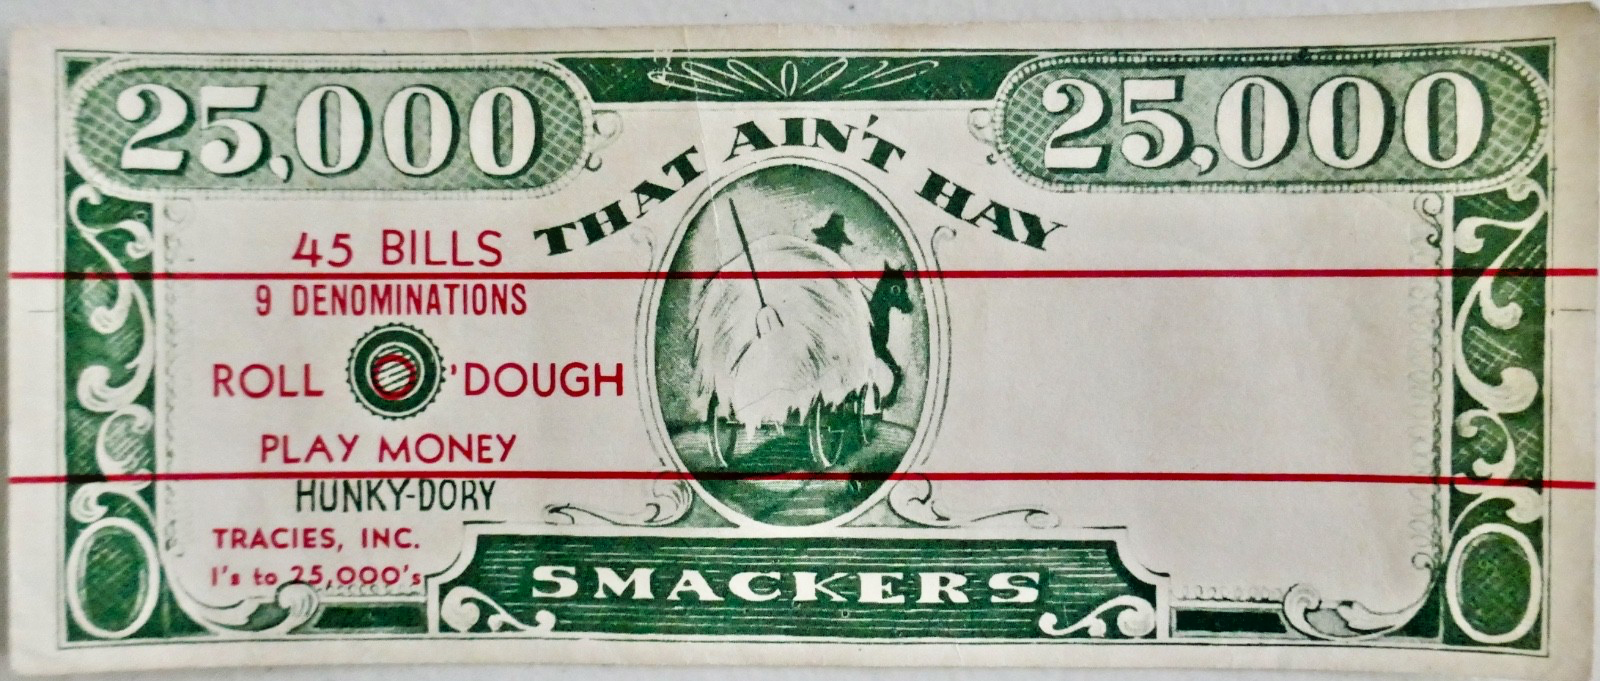 25,000
25,000
THAT AIN'T HAY
45 BILLS
9 DENOMINATIONS
ROLL O 'DOUGH
PLAY MONEY
HUNKY-DORY
TRACIES, INC.
1's to 25,000's
SMACKERS